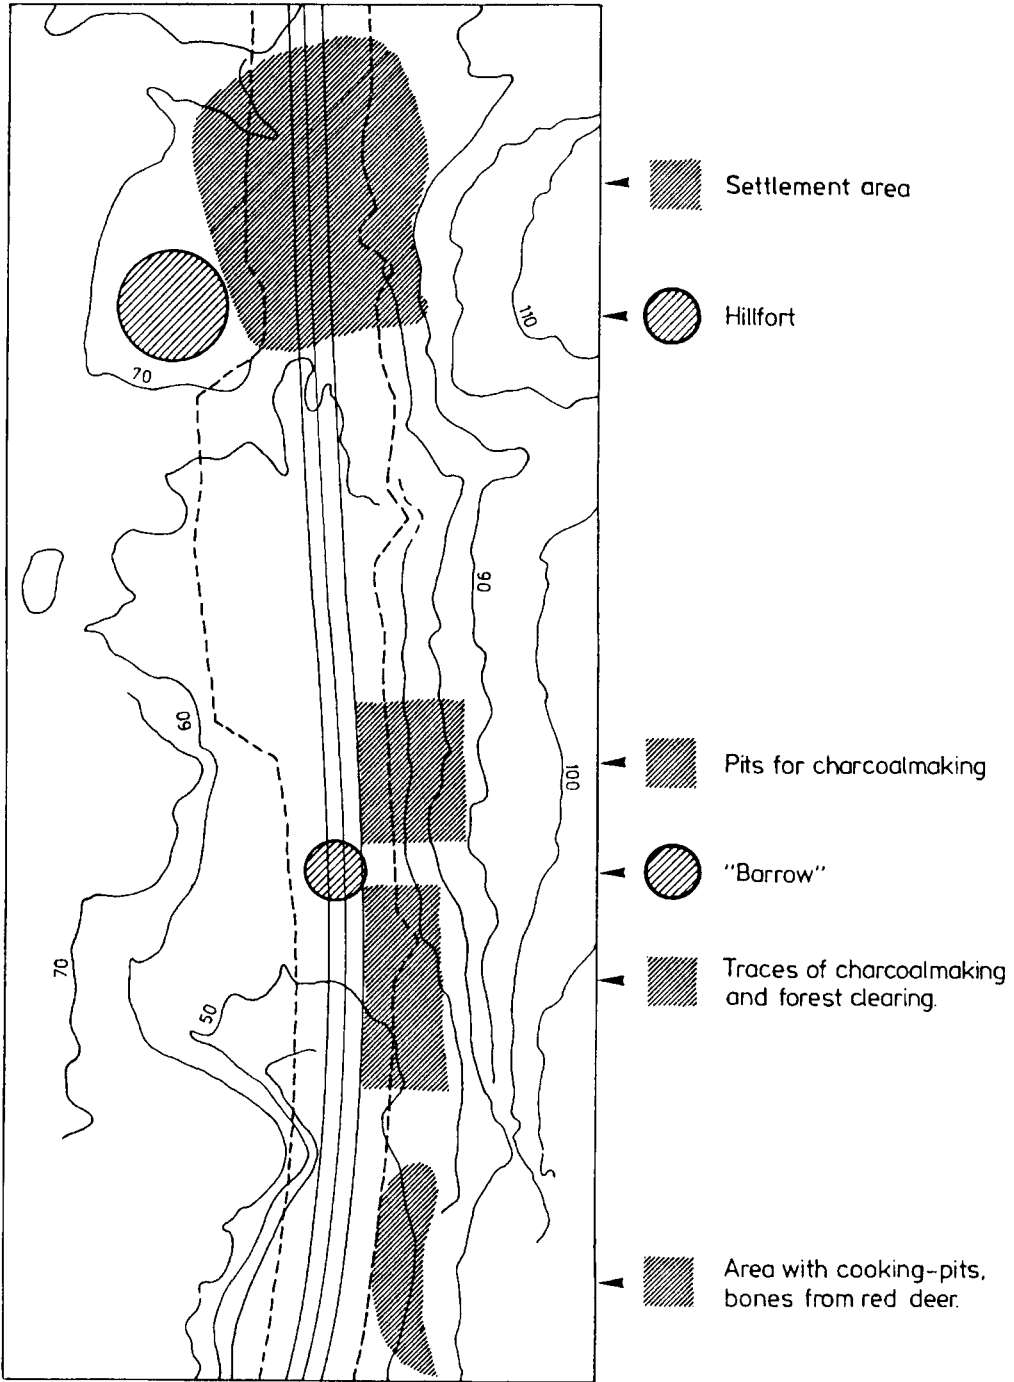 Settlement area
Hillfort
110
70
90
60
Pits for charcoalmaking
100
"Barrow"
70
Traces of charcoalmaking
and forest clearing.
50
Area with cooking-pits,
bones from red deer.